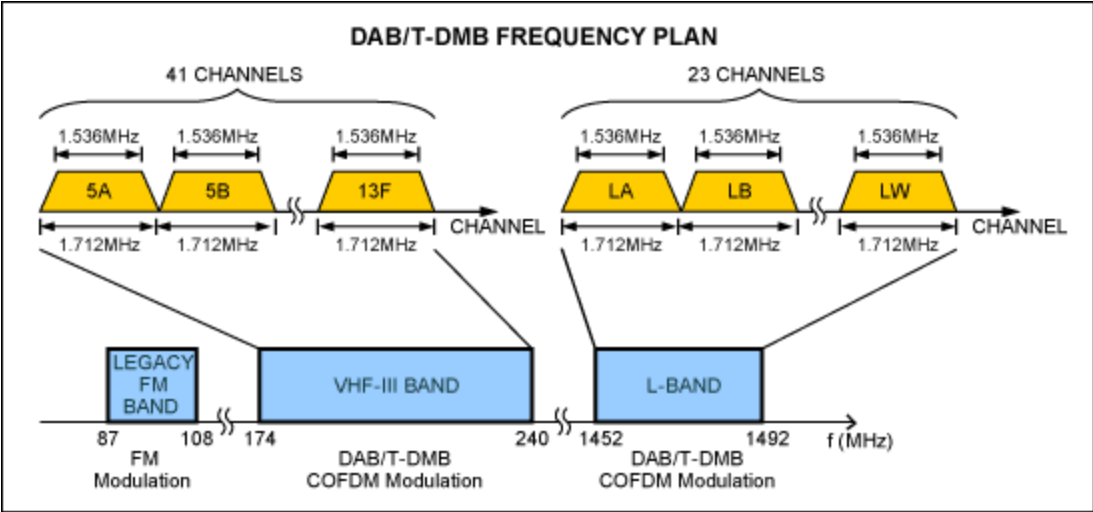 DAB/T-DMB FREQUENCY PLAN
41 CHANNELS
23 CHANNELS
1.536MHz
1.536MHz
1.536MHz
1.536MHz
1.536MHz
1.536MHz
5A
5B
13F
LA
LB
LW
CHANNEL
CHANNEL
1.712MHz
1.712MHz
1.712MHz
1.712MHz
1.712MHz
1.712MHz
LEGACY
FM
BAND
VHF-III BAND
L-BAND
87
108
174
240
1452
1492
f (MHz)
FM
Modulation
DAB/T-DMB
COFDM Modulation
DAB/T-DMB
COFDM Modulation